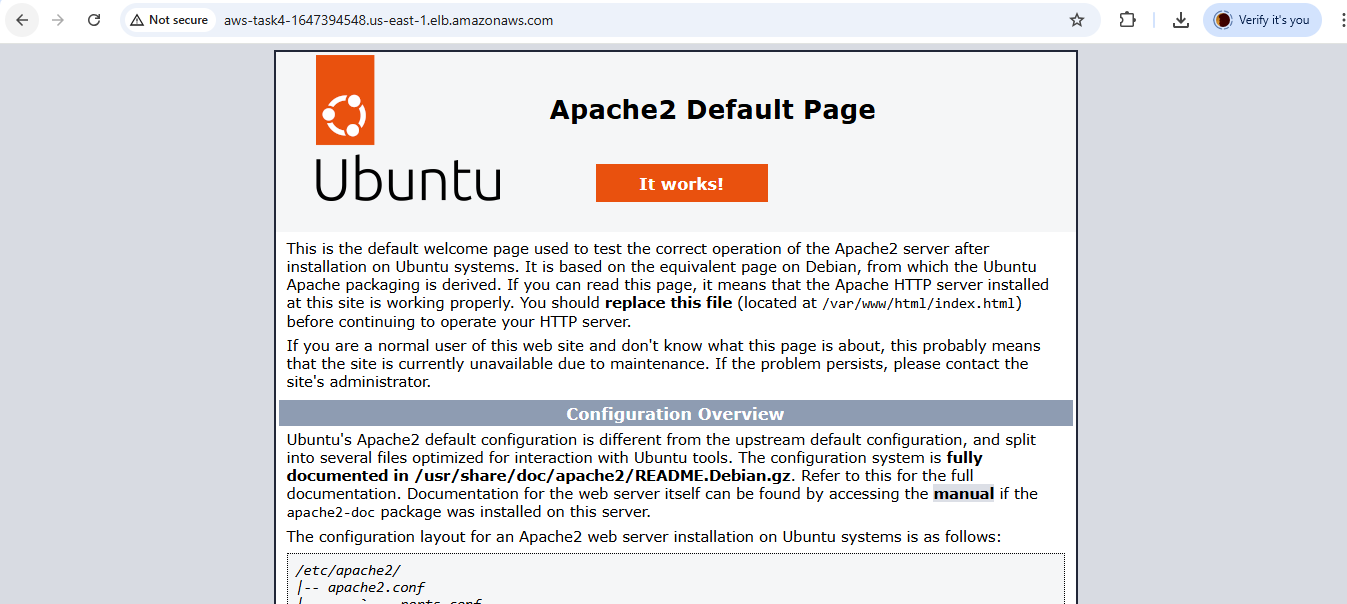 Not secure aws-task4-1647394548.us-east-1.elb.amazonaws.com Verify it's you
Apache2 Default Page
Ubuntu
It works!
This is the default welcome page used to test the correct operation of the Apache2 server after
installation on Ubuntu systems. It is based on the equivalent page on Debian, from which the Ubuntu
Apache packaging is derived. If you can read this page, it means that the Apache HTTP server installed
at this site is working properly. You should replace this file (located at /var/www/html/index.html)
before continuing to operate your HTTP server.
If you are a normal user of this web site and don't know what this page is about, this probably means
that the site is currently unavailable due to maintenance. If the problem persists, please contact the
site's administrator.
Configuration Overview
Ubuntu's Apache2 default configuration is different from the upstream default configuration, and split
into several files optimized for interaction with Ubuntu tools. The configuration system is fully
documented in /usr/share/doc/apache2/README.Debian.gz. Refer to this for the full
documentation. Documentation for the web server itself can be found by accessing the manual if the
apache2-doc package was installed on this server.
The configuration layout for an Apache2 web server installation on Ubuntu systems is as follows:
/etc/apache2/
|-- apache2.conf